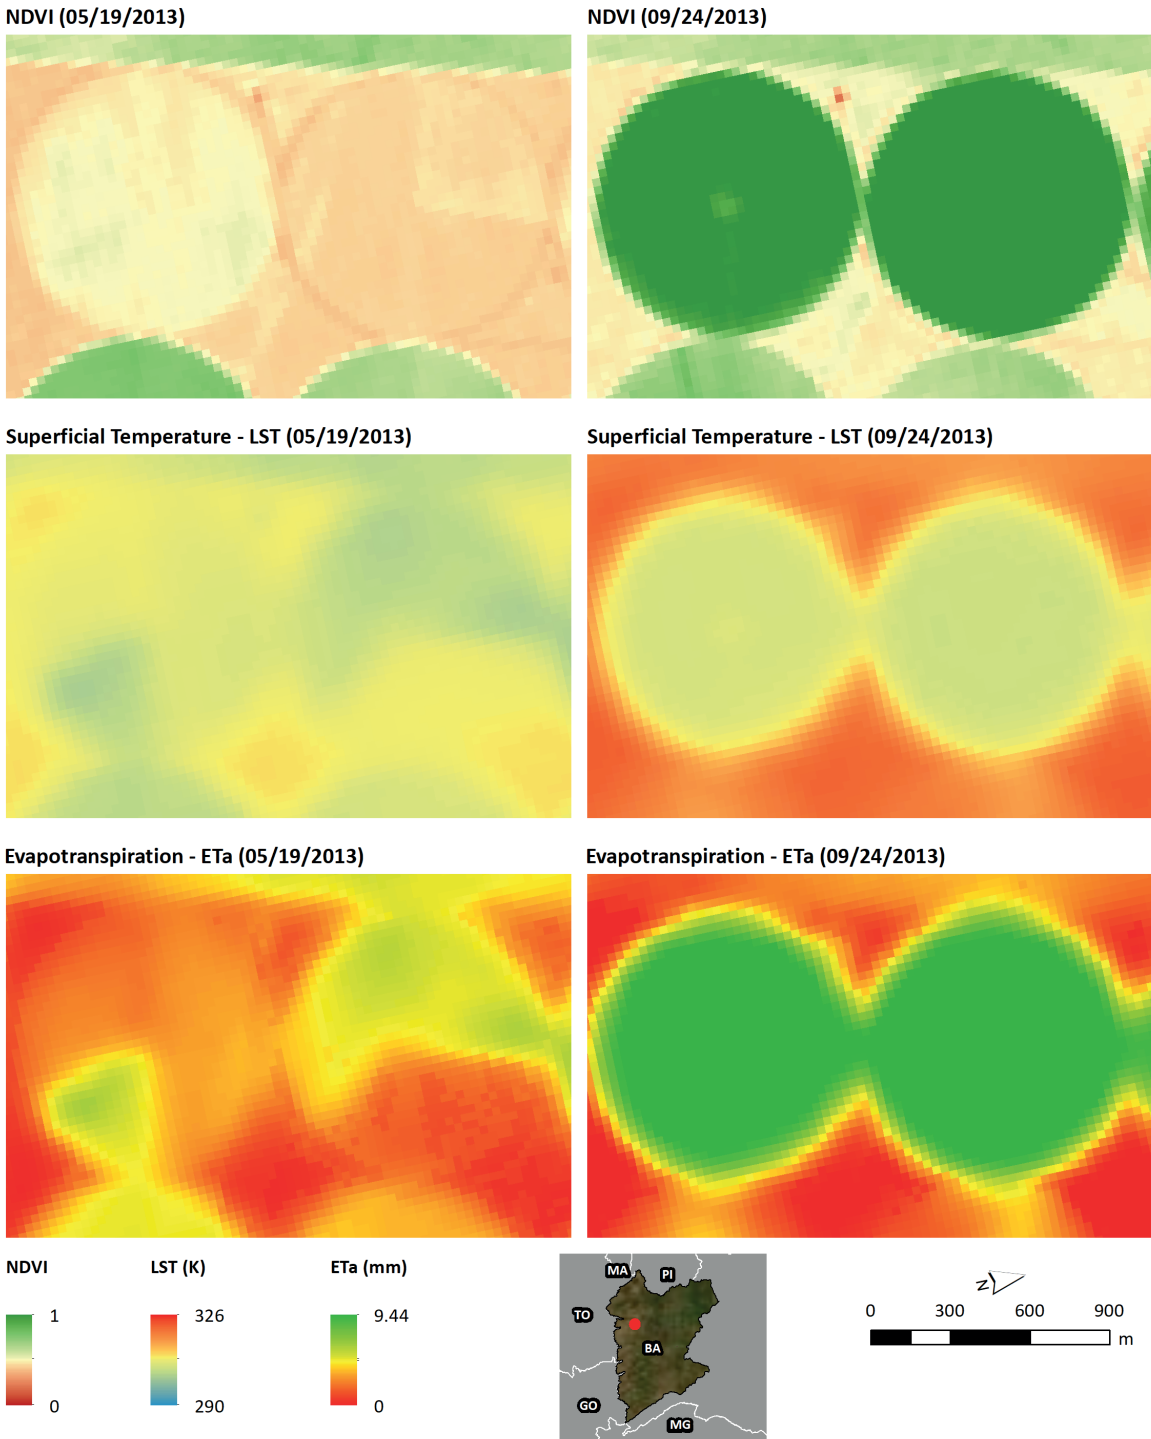 NDVI (05/19/2013)
NDVI (09/24/2013)
Superficial Temperature - LST (05/19/2013)
Superficial Temperature - LST (09/24/2013)
Evapotranspiration - ETa (05/19/2013)
Evapotranspiration - ETa (09/24/2013)
NDVI
1
0
LST (K)
326
290
ETa (mm)
9.44
0
MA
PI
TO
BA
GO
MG
N
0 300 600 900
m